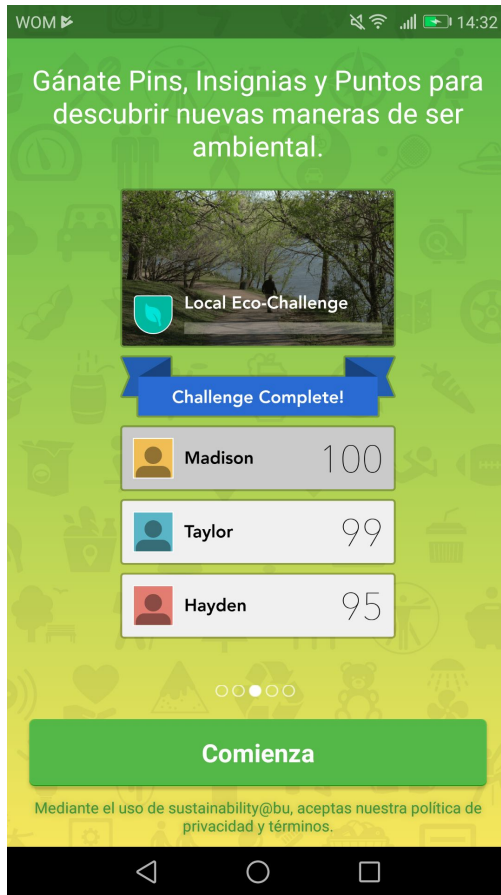 WOM 14:32
Gánate Pins, Insignias y Puntos para
descubrir nuevas maneras de ser
ambiental.
Local Eco-Challenge
Challenge Complete!
Madison 100
Taylor 99
Hayden 95
Comienza
Mediante el uso de sustainability@bu, aceptas nuestra política de
privacidad y términos.